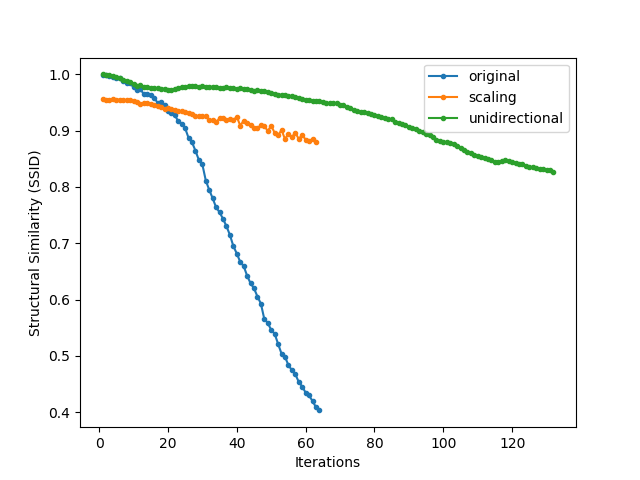 original
scaling
unidirectional
1.0
0.9
0.8
0.7
0.6
0.5
0.4
Structural Similarity (SSID)
0 20 40 60 80 100 120
Iterations